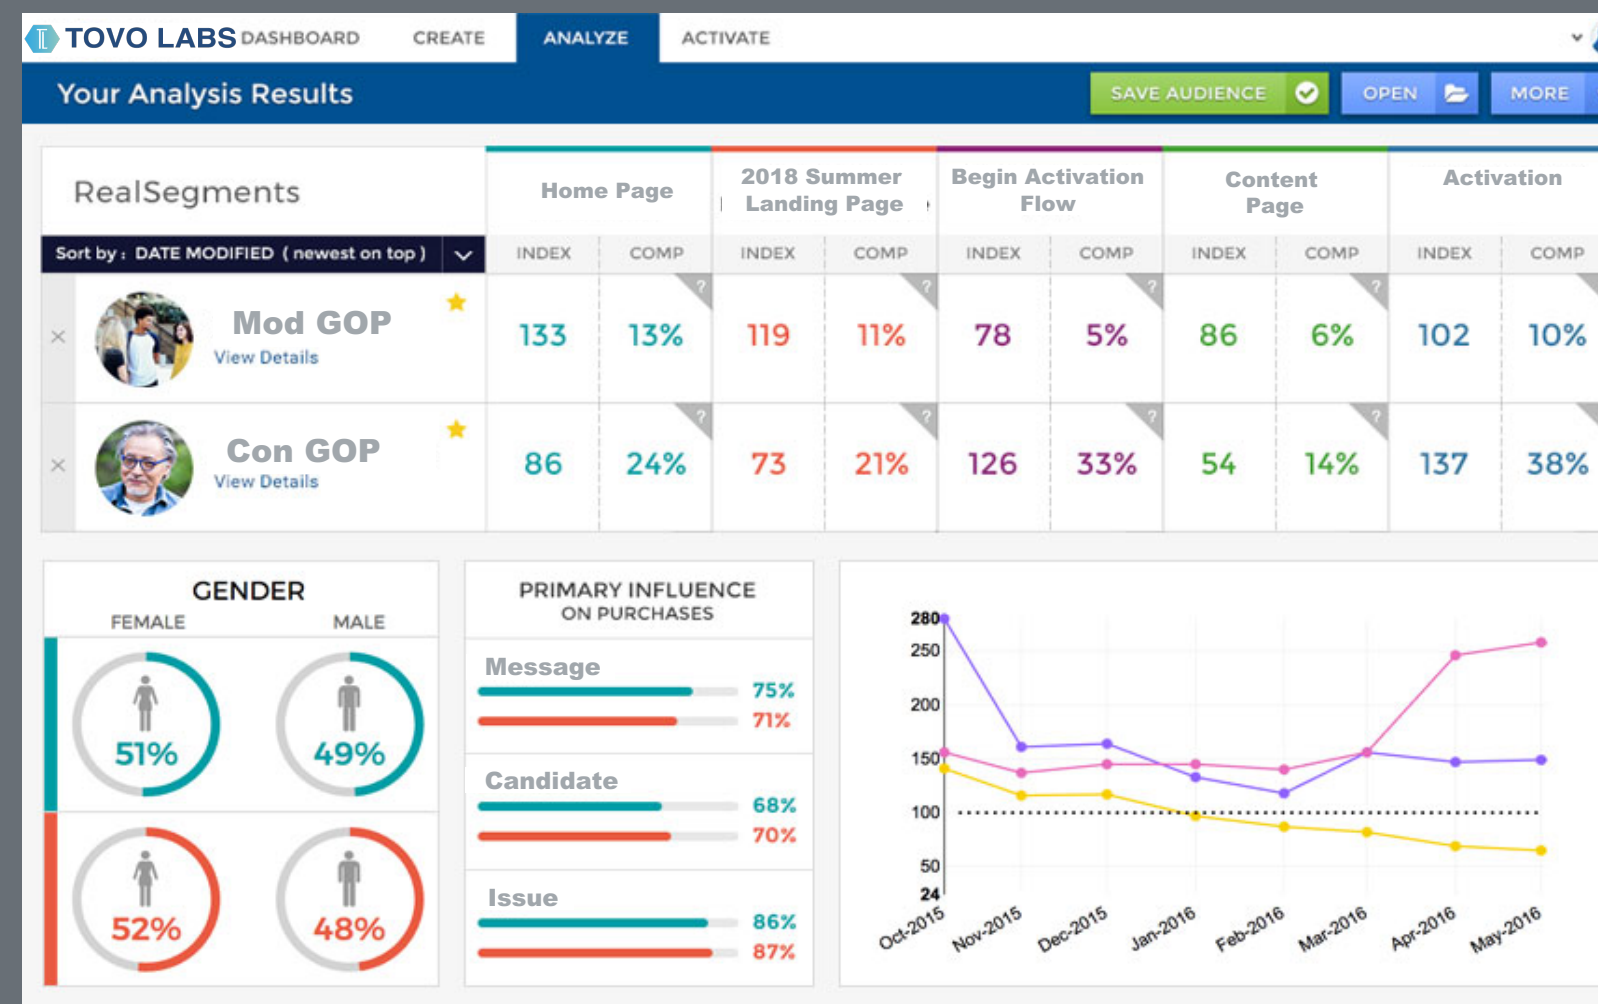 TOVO LABS DASHBOARD CREATE ANALYZE ACTIVATE
Your Analysis Results SAVE AUDIENCE OPEN MORE
RealSegments
Home Page
2018 Summer
Landing Page
Begin Activation
Flow
Content
Page
Activation
Sort by : DATE MODIFIED ( newest on top ) INDEX COMP INDEX COMP INDEX COMP INDEX COMP INDEX COMP
? ? ? ?
× Mod GOP 133 13% 119 11% 78 5% 86 6% 102 10%
View Details
? ? ? ?
× Con GOP 86 24% 73 21% 126 33% 54 14% 137 38%
View Details
GENDER
FEMALE MALE
51% 49%
52% 48%
PRIMARY INFLUENCE
ON PURCHASES
Message
75%
71%
Candidate
68%
70%
Issue
86%
87%
280
250
200
150
100
50
24
Oct-2015 Nov-2015 Dec-2015 Jan-2016 Feb-2016 Mar-2016 Apr-2016 May-2016